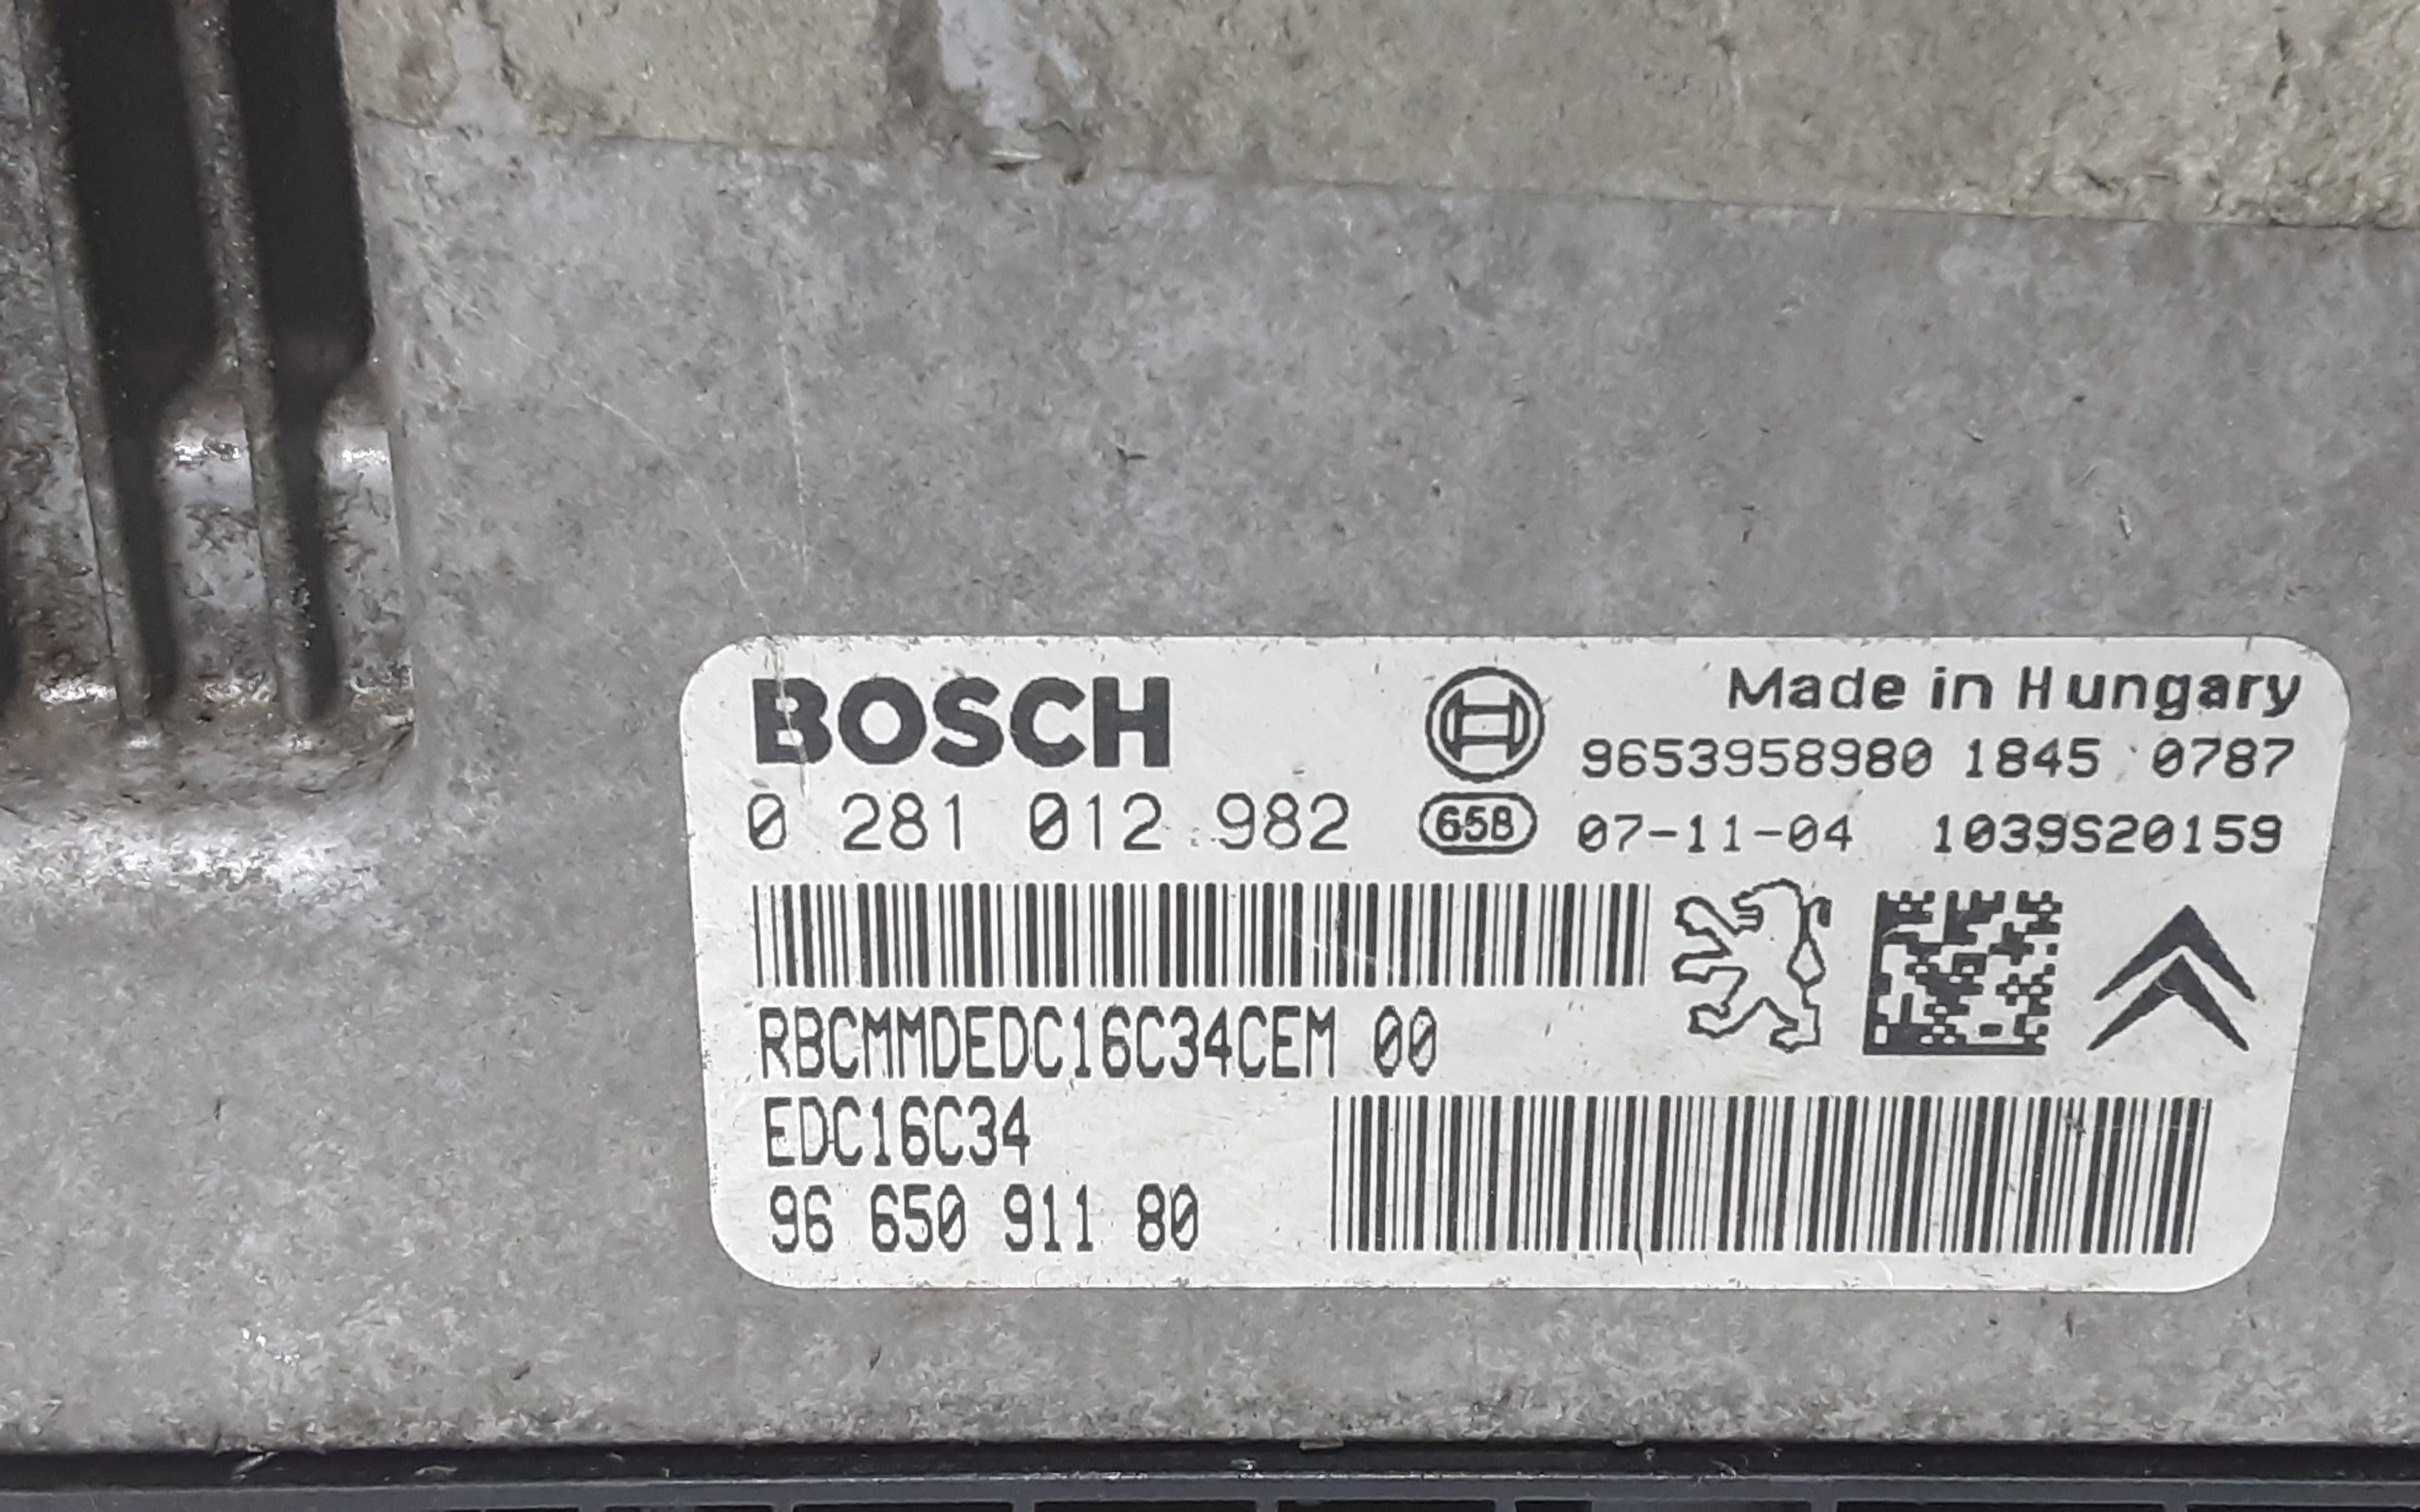 BOSCH
Made in Hungary
9653958980 1845 0787
0 281 012 982
658
07-11-04 1039S20159
RBCMMDEDC16C34CEM 00
EDC16C34
96 650 911 80